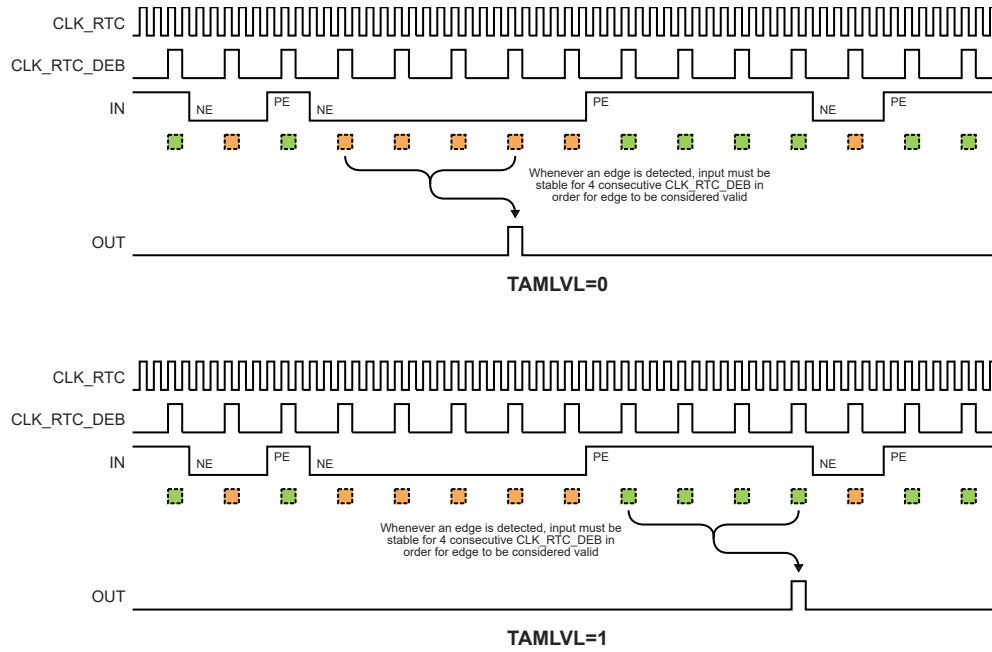 CLK_RTC
CLK_RTC_DEB
IN
NE
PE
NE
PE
NE
PE
Whenever an edge is detected, input must be
stable for 4 consecutive CLK_RTC_DEB in
order for edge to be considered valid
OUT
TAMLVL=0
CLK_RTC
CLK_RTC_DEB
IN
NE
PE
NE
PE
NE
PE
Whenever an edge is detected, input must be
stable for 4 consecutive CLK_RTC_DEB in
order for edge to be considered valid
OUT
TAMLVL=1